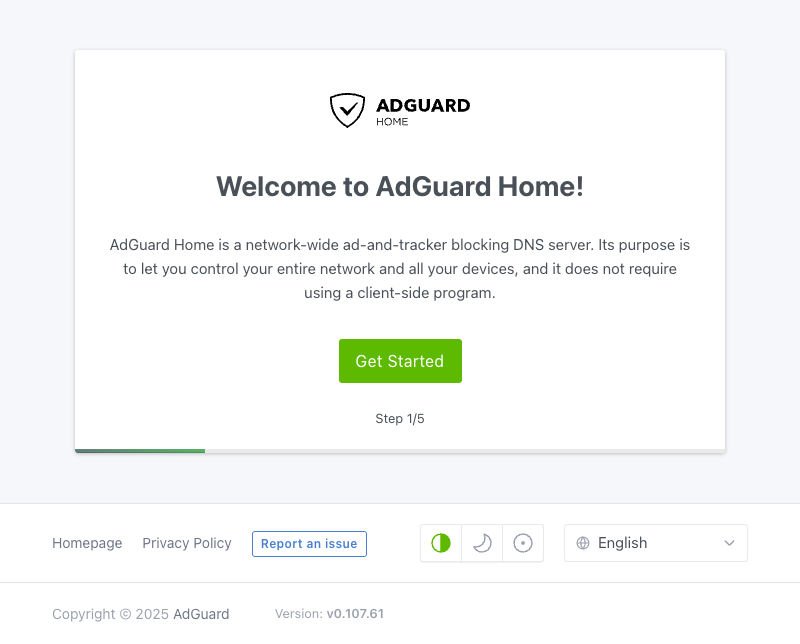 ADGUARD
HOME
Welcome to AdGuard Home!
AdGuard Home is a network-wide ad-and-tracker blocking DNS server. Its purpose is
to let you control your entire network and all your devices, and it does not require
using a client-side program.
Get Started
Step 1/5
Homepage Privacy Policy Report an issue English
Copyright © 2025 AdGuard Version: v0.107.61